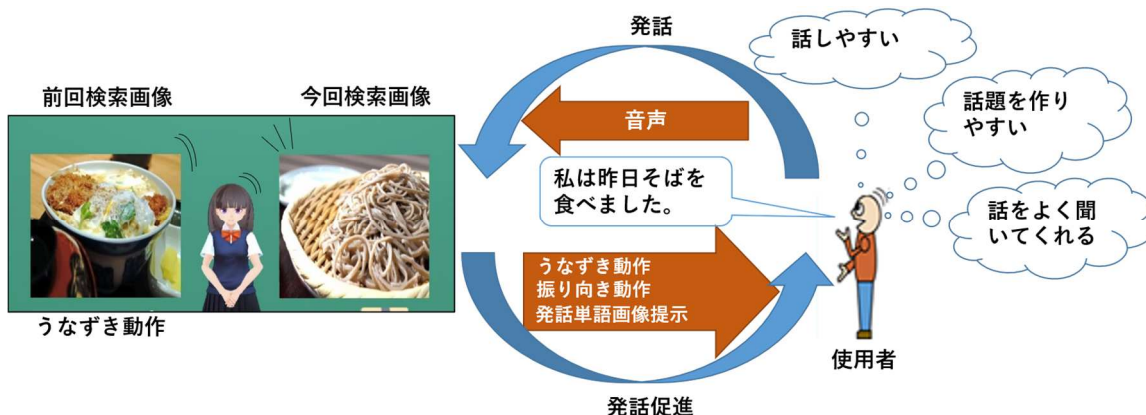 発話
話しやすい
前回検索画像
今回検索画像
話題を作り
やすい
音声
私は昨日そばを
食べました。
話をよく聞
いてくれる
うなずき動作
振り向き動作
発話単語画像提示
うなずき動作
使用者
発話促進